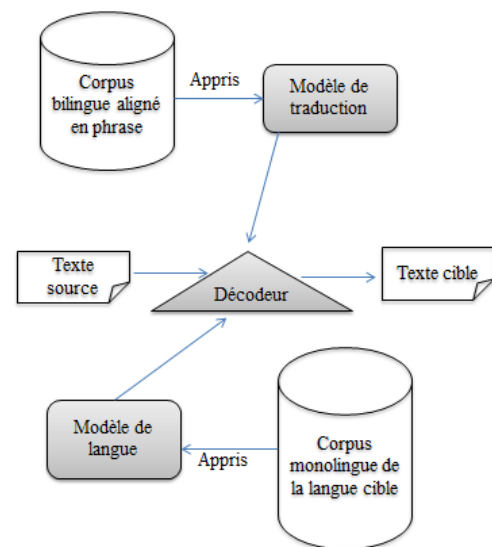 Corpus
bilingue aligné
en phrase
Appris
Modèle de
traduction
Texte
source
Décodeur
Texte cible
Modèle de
langue
Appris
Corpus
monolingue de
la langue cible